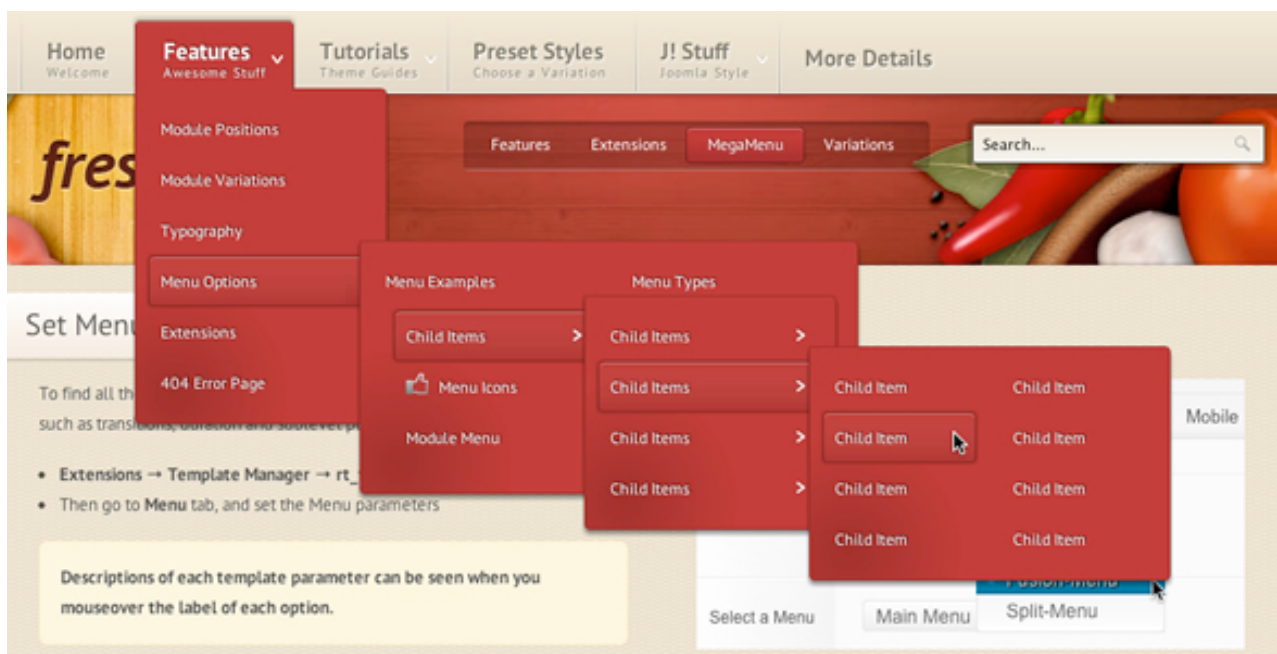 Home
Welcome
Features
Awesome Stuff
Tutorials
Theme Guides
Preset Styles
Choose a Variation
J! Stuff
Joomla Style
More Details
fres
Features Extensions MegaMenu Variations
Search...
Module Positions
Module Variations
Typography
Menu Options
Extensions
404 Error Page
Menu Examples
Child Items
Menu Icons
Module Menu
Menu Types
Child Items
Child Items
Child Items
Child Items
Child Item Child Item
Child Item Child Item
Child Item Child Item
Child Item Child Item
Set Menu
To find all th
such as transitions, duration and sublevel p
• Extensions → Template Manager → rt_
• Then go to Menu tab, and set the Menu parameters
Descriptions of each template parameter can be seen when you
mouseover the label of each option.
Mobile
Fusion-Menu
Select a Menu Main Menu Split-Menu